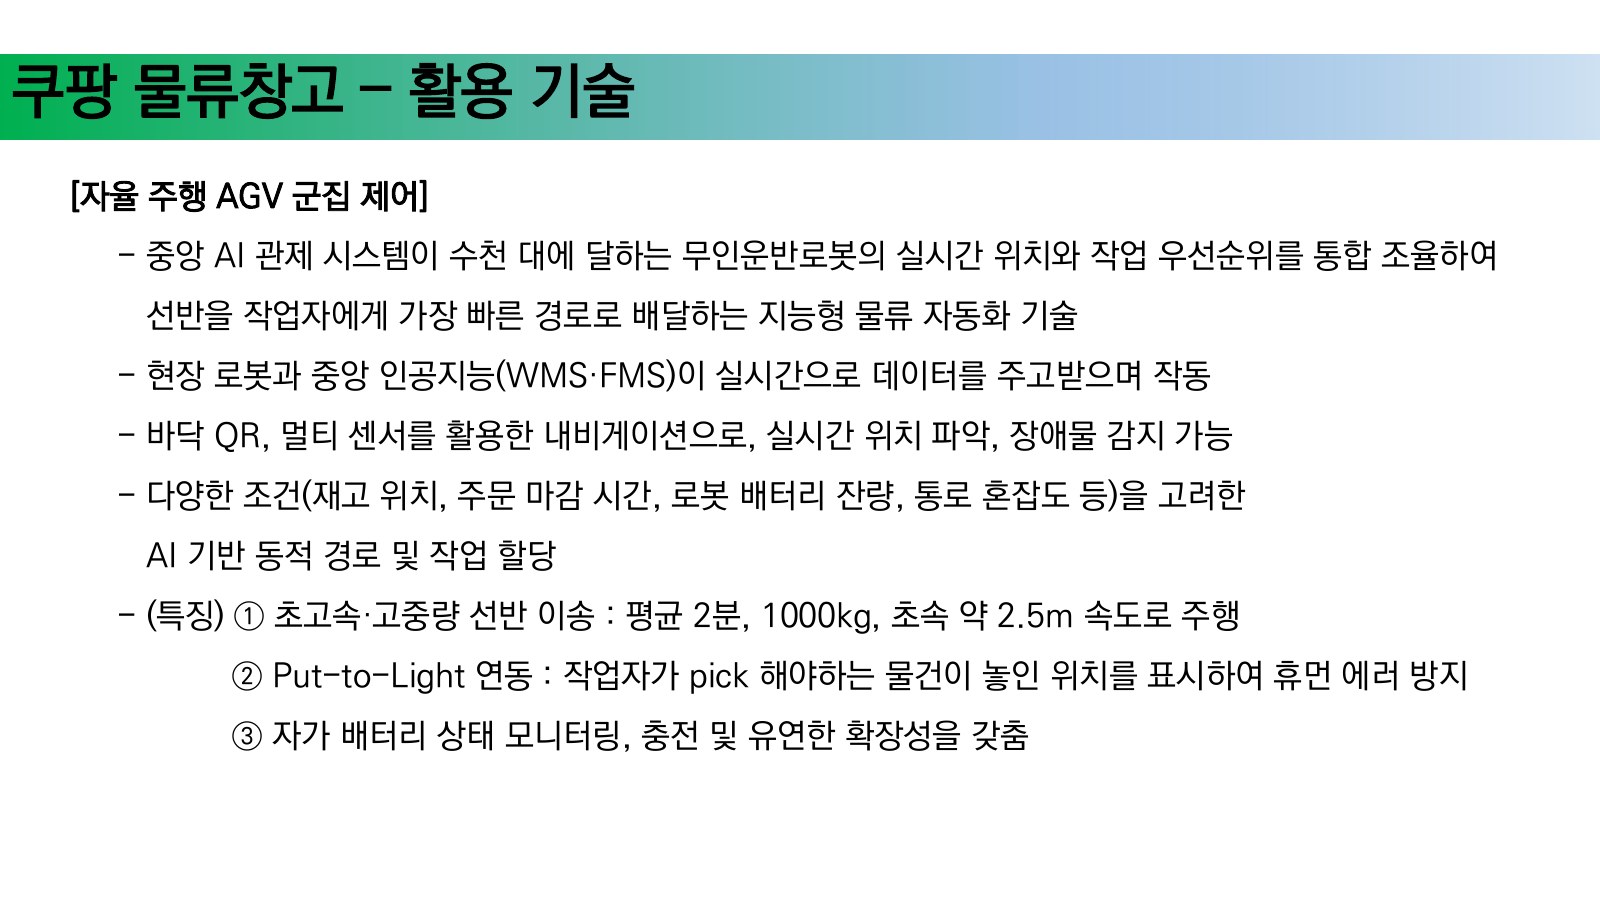 쿠팡 물류창고 - 활용 기술
[자율 주행 AGV 군집 제어]
- 중앙 AI 관제 시스템이 수천 대에 달하는 무인운반로봇의 실시간 위치와 작업 우선순위를 통합 조율하여
선반을 작업자에게 가장 빠른 경로로 배달하는 지능형 물류 자동화 기술
- 현장 로봇과 중앙 인공지능(WMS·FMS)이 실시간으로 데이터를 주고받으며 작동
- 바닥 QR, 멀티 센서를 활용한 내비게이션으로, 실시간 위치 파악, 장애물 감지 가능
- 다양한 조건(재고 위치, 주문 마감 시간, 로봇 배터리 잔량, 통로 혼잡도 등)을 고려한
AI 기반 동적 경로 및 작업 할당
- (특징) ① 초고속·고중량 선반 이송 : 평균 2분, 1000kg, 초속 약 2.5m 속도로 주행
② Put-to-Light 연동 : 작업자가 pick 해야하는 물건이 놓인 위치를 표시하여 휴먼 에러 방지
③ 자가 배터리 상태 모니터링, 충전 및 유연한 확장성을 갖춤